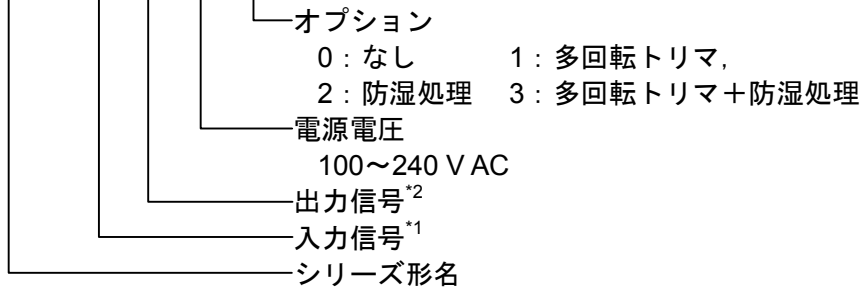 オプション
0：なし　1：多回転トリマ,
2：防湿処理　3：多回転トリマ＋防湿処理
電源電圧
100～240 V AC
出力信号*2
入力信号*1
シリーズ形名